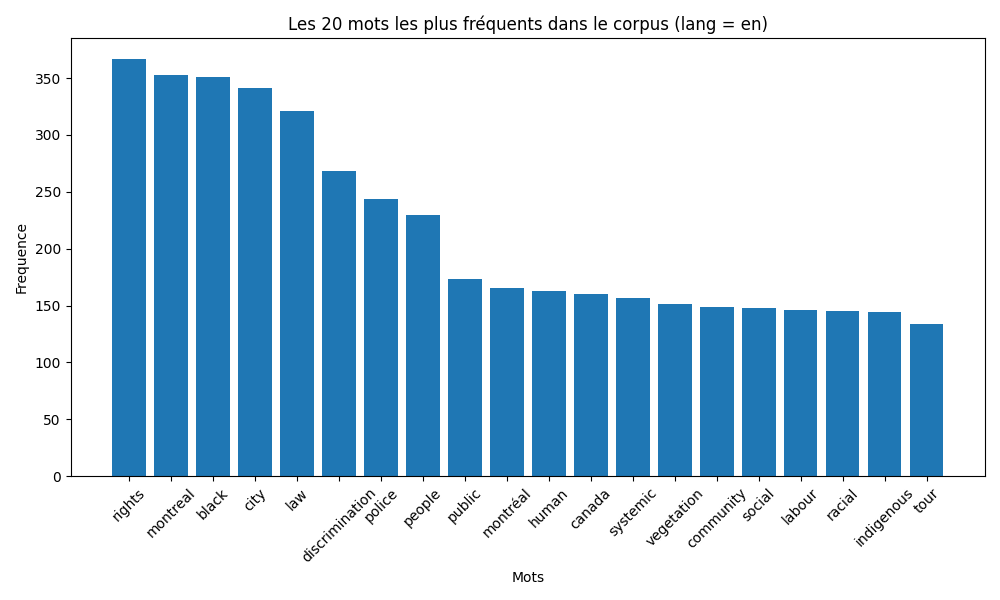 Les 20 mots les plus fréquents dans le corpus (lang = en)
Frequence
350
300
250
200
150
100
50
0
rights
montreal
black
city
law
discrimination
police
people
public
montréal
human
canada
systemic
vegetation
community
social
labour
racial
indigenous
tour
Mots